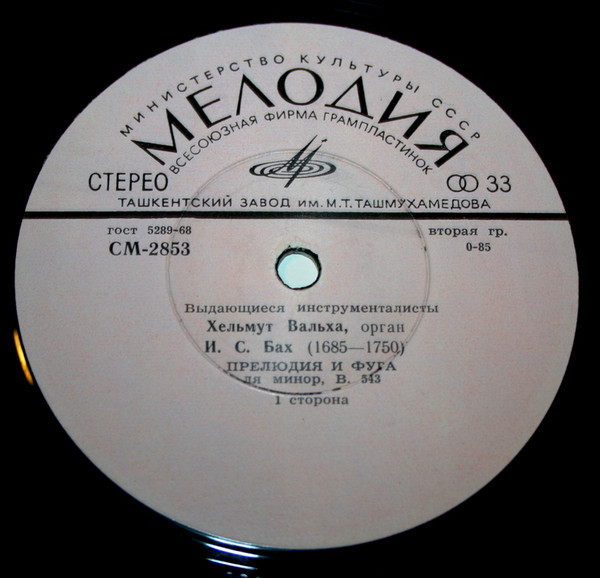 МИНИСТЕРСТВО КУЛЬТУРЫ СССР
МЕЛОДИЯ
ВСЕСОЮЗНАЯ ФИРМА ГРАМПЛАСТИНОК
СТЕРЕО
33
ТАШКЕНТСКИЙ ЗАВОД ИМ. М.Т. ТАШМУХАМЕДОВА
гост 5289-68
вторая гр.
СМ-2853
0-85
Выдающиеся инструменталисты
Хельмут Вальха, орган
И. С. Бах (1685—1750)
ПРЕЛЮДИЯ И ФУГА
ля минор, В. 543
1 сторона